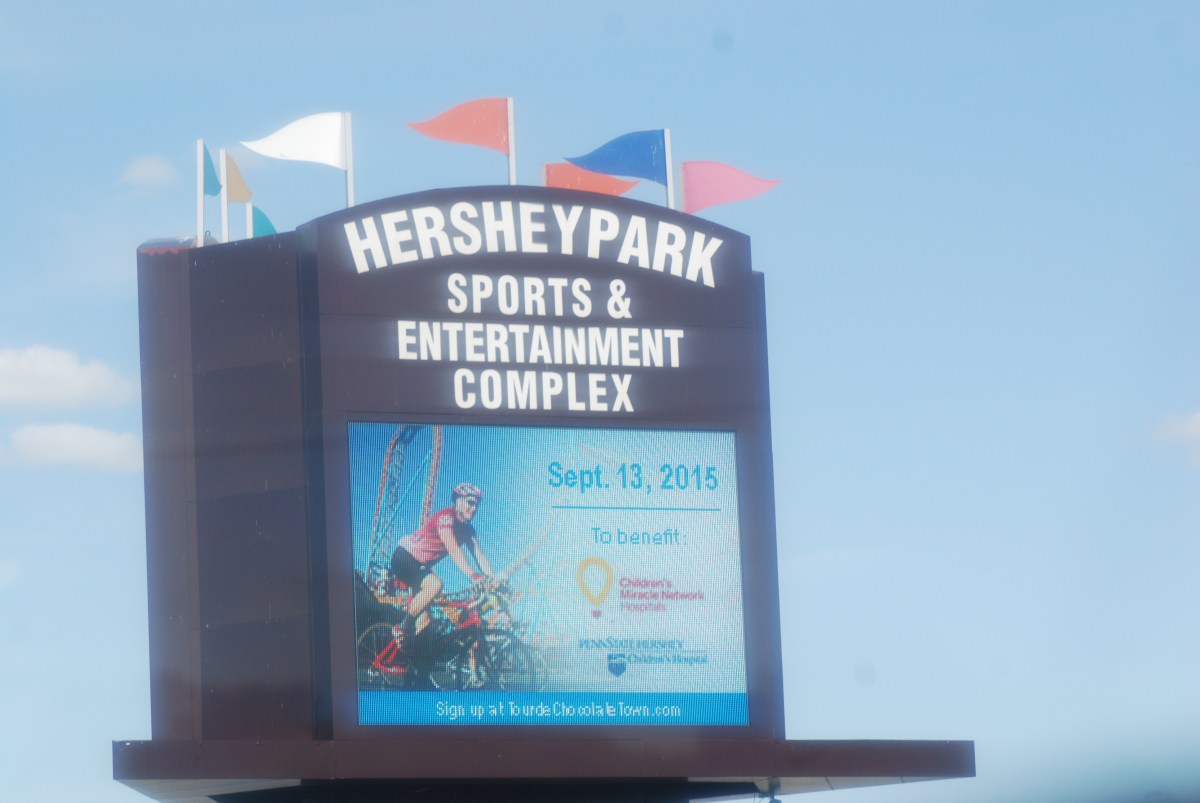 HERSHEYPARK
SPORTS &
ENTERTAINMENT
COMPLEX
Sept. 13, 2015
To benefit:
Children's
Miracle Network
Hospitals
PENNSTATE HERSHEY
Children's Hospital
Sign up at TourdeChocolateTown.com